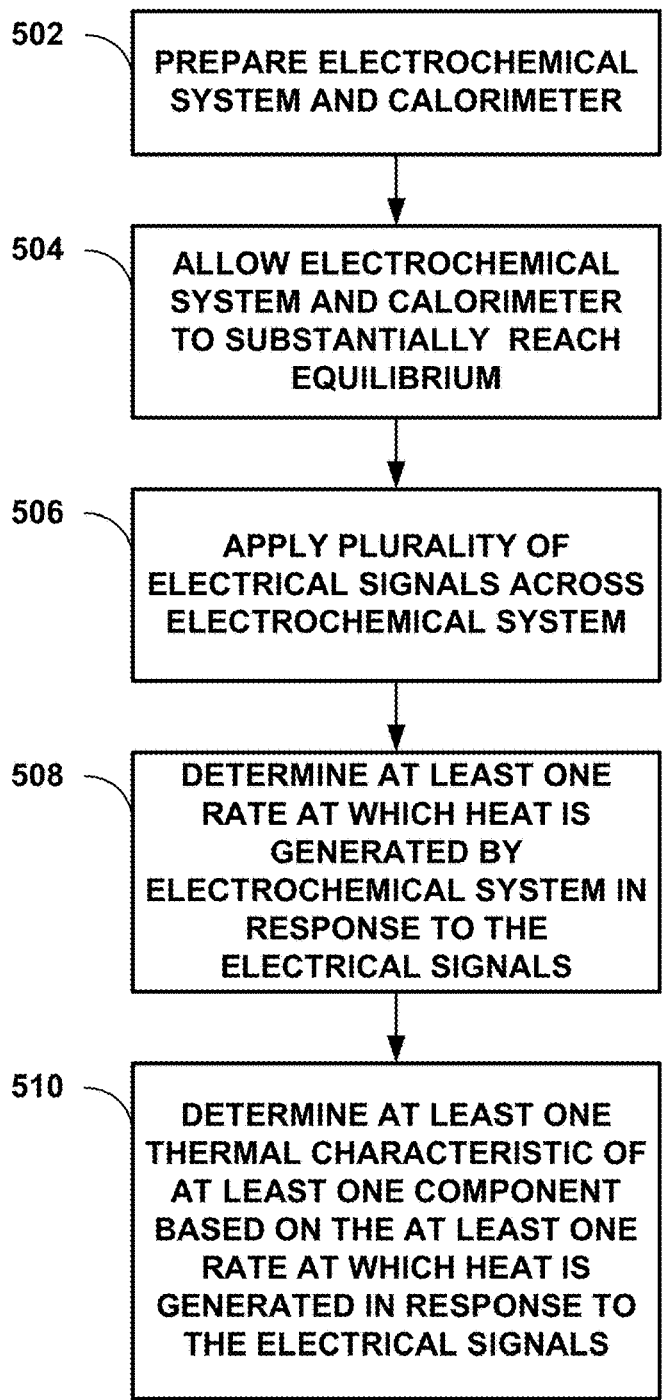 502
PREPARE ELECTROCHEMICAL
SYSTEM AND CALORIMETER
504
ALLOW ELECTROCHEMICAL
SYSTEM AND CALORIMETER
TO SUBSTANTIALLY REACH
EQUILIBRIUM
506
APPLY PLURALITY OF
ELECTRICAL SIGNALS ACROSS
ELECTROCHEMICAL SYSTEM
508
DETERMINE AT LEAST ONE
RATE AT WHICH HEAT IS
GENERATED BY
ELECTROCHEMICAL SYSTEM IN
RESPONSE TO THE
ELECTRICAL SIGNALS
510
DETERMINE AT LEAST ONE
THERMAL CHARACTERISTIC OF
AT LEAST ONE COMPONENT
BASED ON THE AT LEAST ONE
RATE AT WHICH HEAT IS
GENERATED IN RESPONSE TO
THE ELECTRICAL SIGNALS